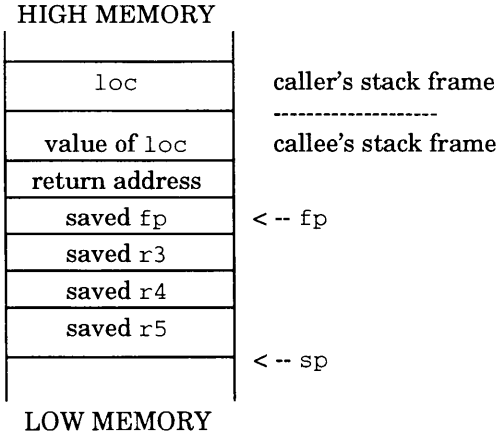 HIGH MEMORY
loc caller's stack frame
--------------------
value of loc callee's stack frame
return address
saved fp < -- fp
saved r3
saved r4
saved r5
< -- sp
LOW MEMORY